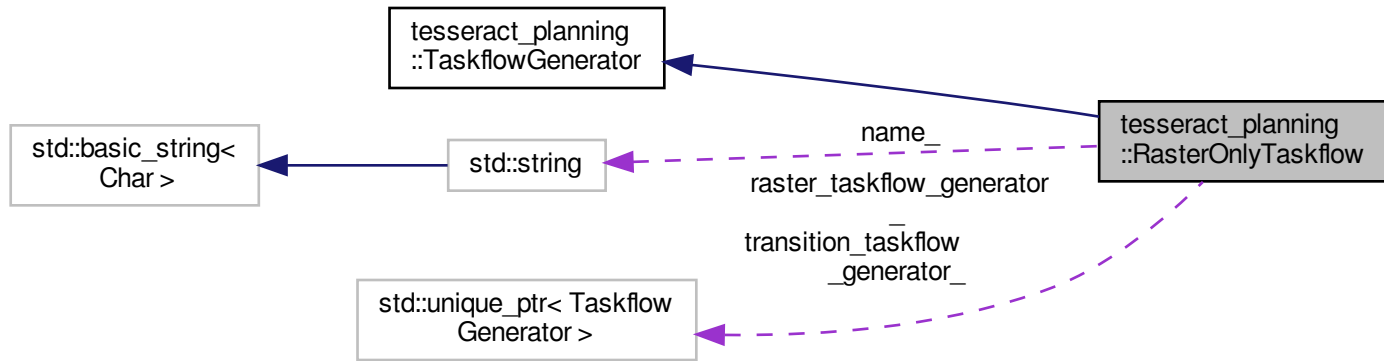 tesseract_planning
::TaskflowGenerator
tesseract_planning
::RasterOnlyTaskflow
std::basic_string<
Char >
std::string
name_
raster_taskflow_generator
_
transition_taskflow
_generator_
std::unique_ptr< Taskflow
Generator >